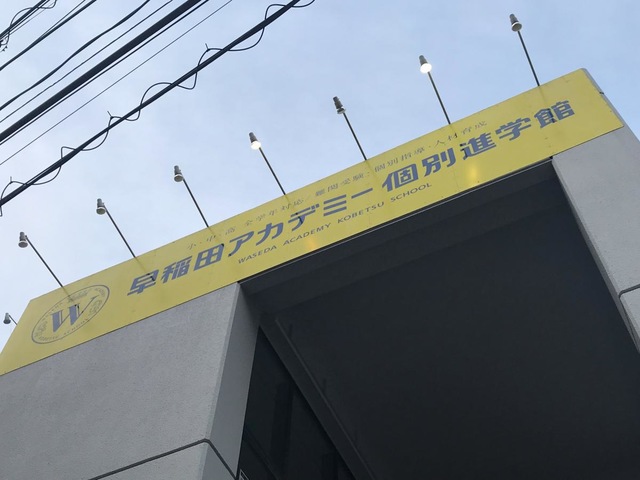 小・中・高 全学年対応 難関受験・個別指導・人材育成
早稲田アカデミー個別進学館
WASEDA ACADEMY KOBETSU SCHOOL
W